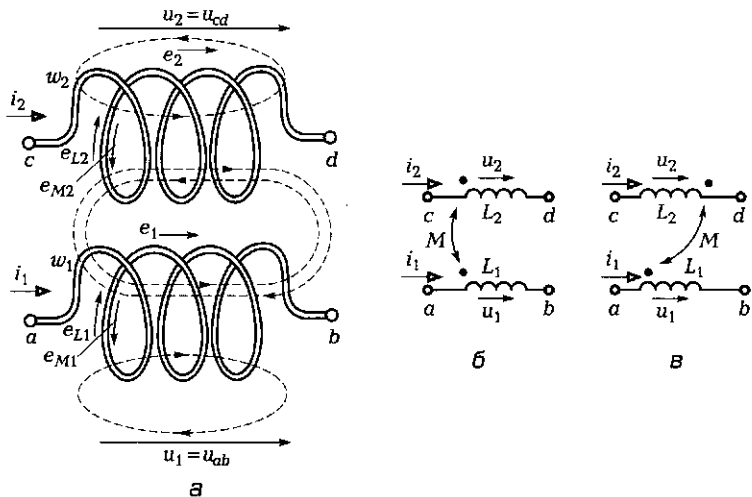 u₂ = u_cd
e₂
w₂
i₂
c
d
e_L2
e_M2
e₁
w₁
i₁
a
b
e_L1
e_M1
u₁ = u_ab
а
i₂
u₂
c
L₂
d
M
i₁
L₁
a
u₁
b
б
i₂
u₂
c
L₂
d
M
i₁
L₁
a
u₁
b
в